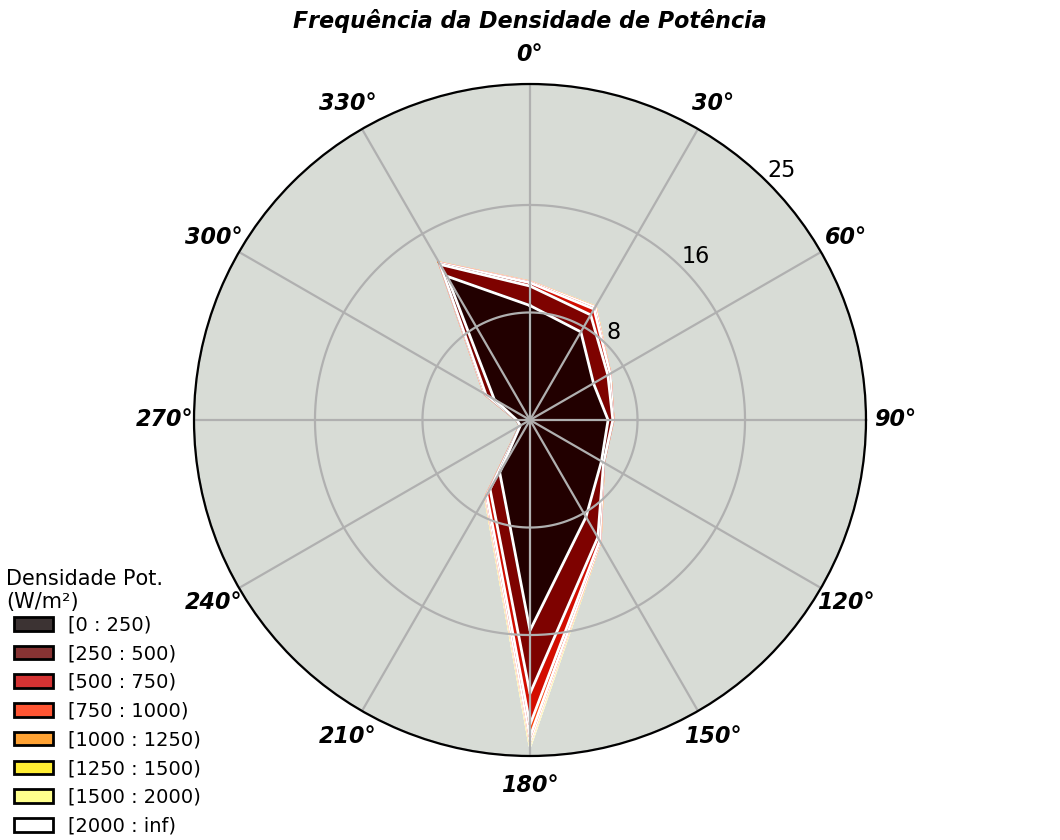 Frequência da Densidade de Potência
0°
330°
30°
25
300°
60°
16
8
270°
90°
240°
120°
210°
150°
180°
Densidade Pot.
(W/m²)
[0 : 250)
[250 : 500)
[500 : 750)
[750 : 1000)
[1000 : 1250)
[1250 : 1500)
[1500 : 2000)
[2000 : inf)